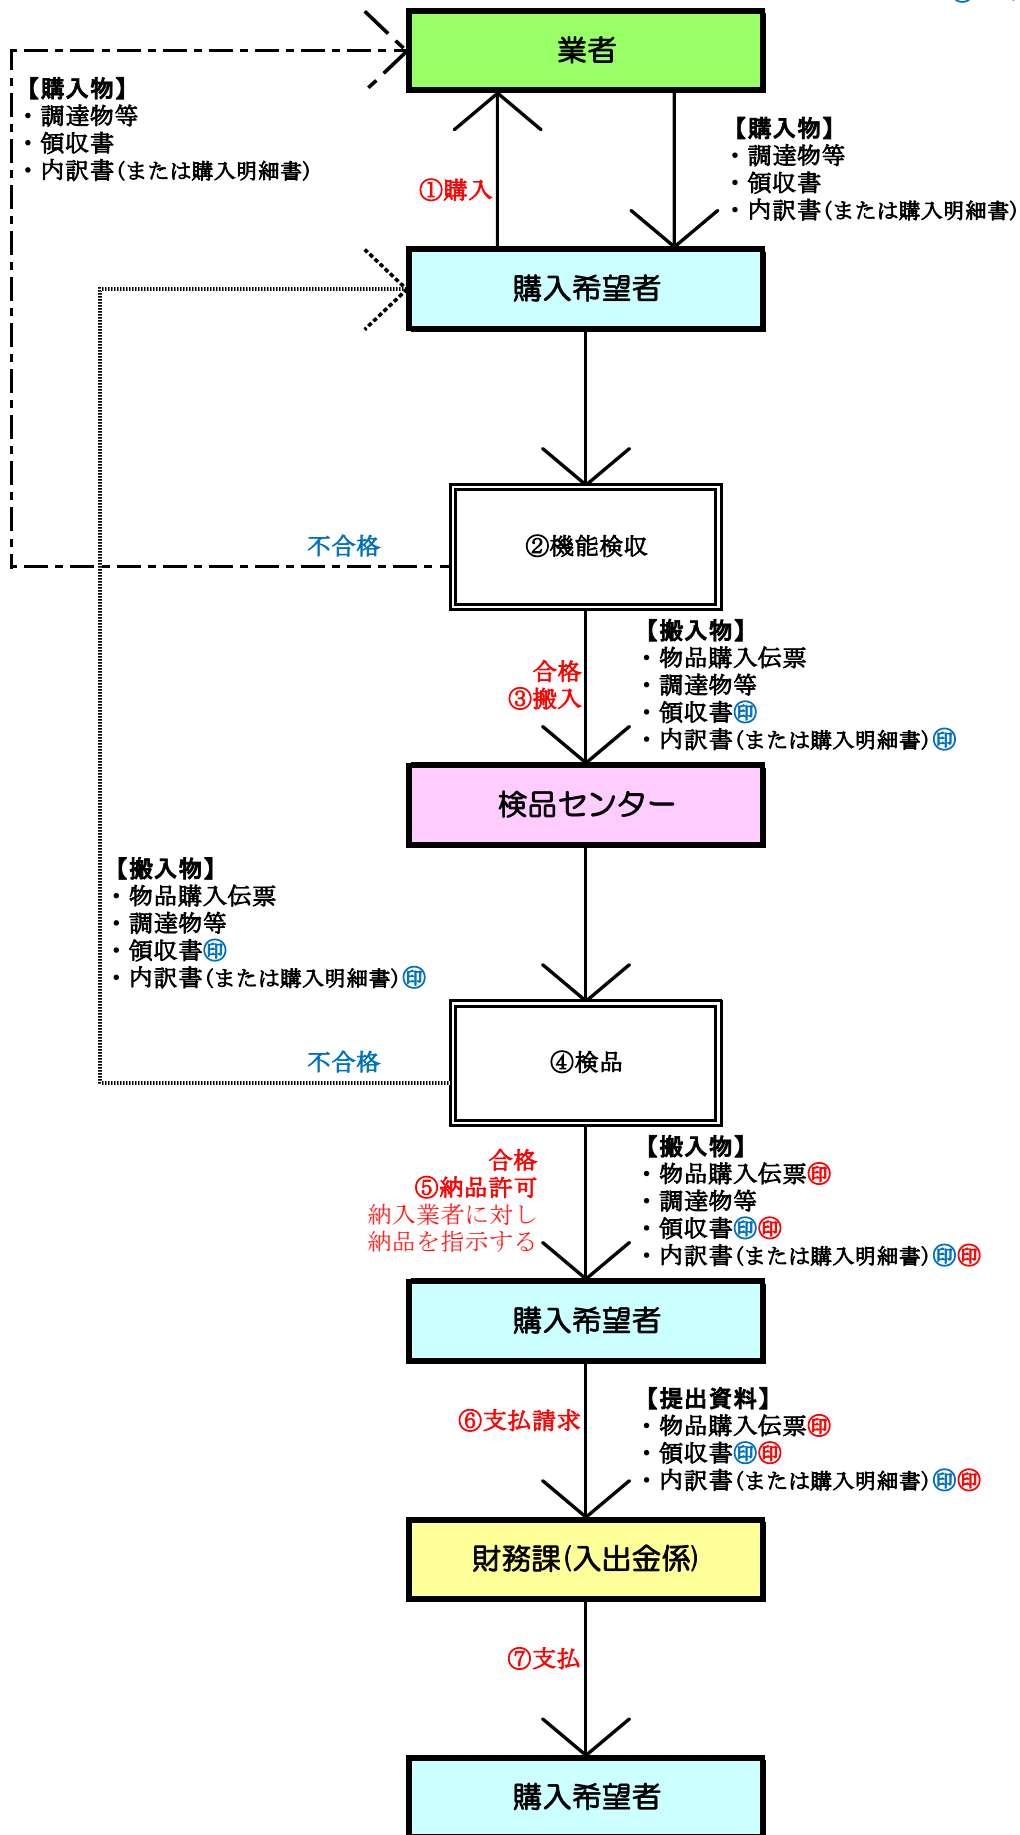 業者
【購入物】
・調達物等
・領収書
・内訳書(または購入明細書)
【購入物】
・調達物等
・領収書
・内訳書(または購入明細書)
①購入
購入希望者
不合格
②機能検収
合格
③搬入
【搬入物】
・物品購入伝票
・調達物等
・領収書㊞
・内訳書(または購入明細書)㊞
検品センター
【搬入物】
・物品購入伝票
・調達物等
・領収書㊞
・内訳書(または購入明細書)㊞
不合格
④検品
合格
⑤納品許可
納入業者に対し
納品を指示する
【搬入物】
・物品購入伝票㊞
・調達物等
・領収書㊞㊞
・内訳書(または購入明細書)㊞㊞
購入希望者
⑥支払請求
【提出資料】
・物品購入伝票㊞
・領収書㊞㊞
・内訳書(または購入明細書)㊞㊞
財務課(入出金係)
⑦支払
購入希望者